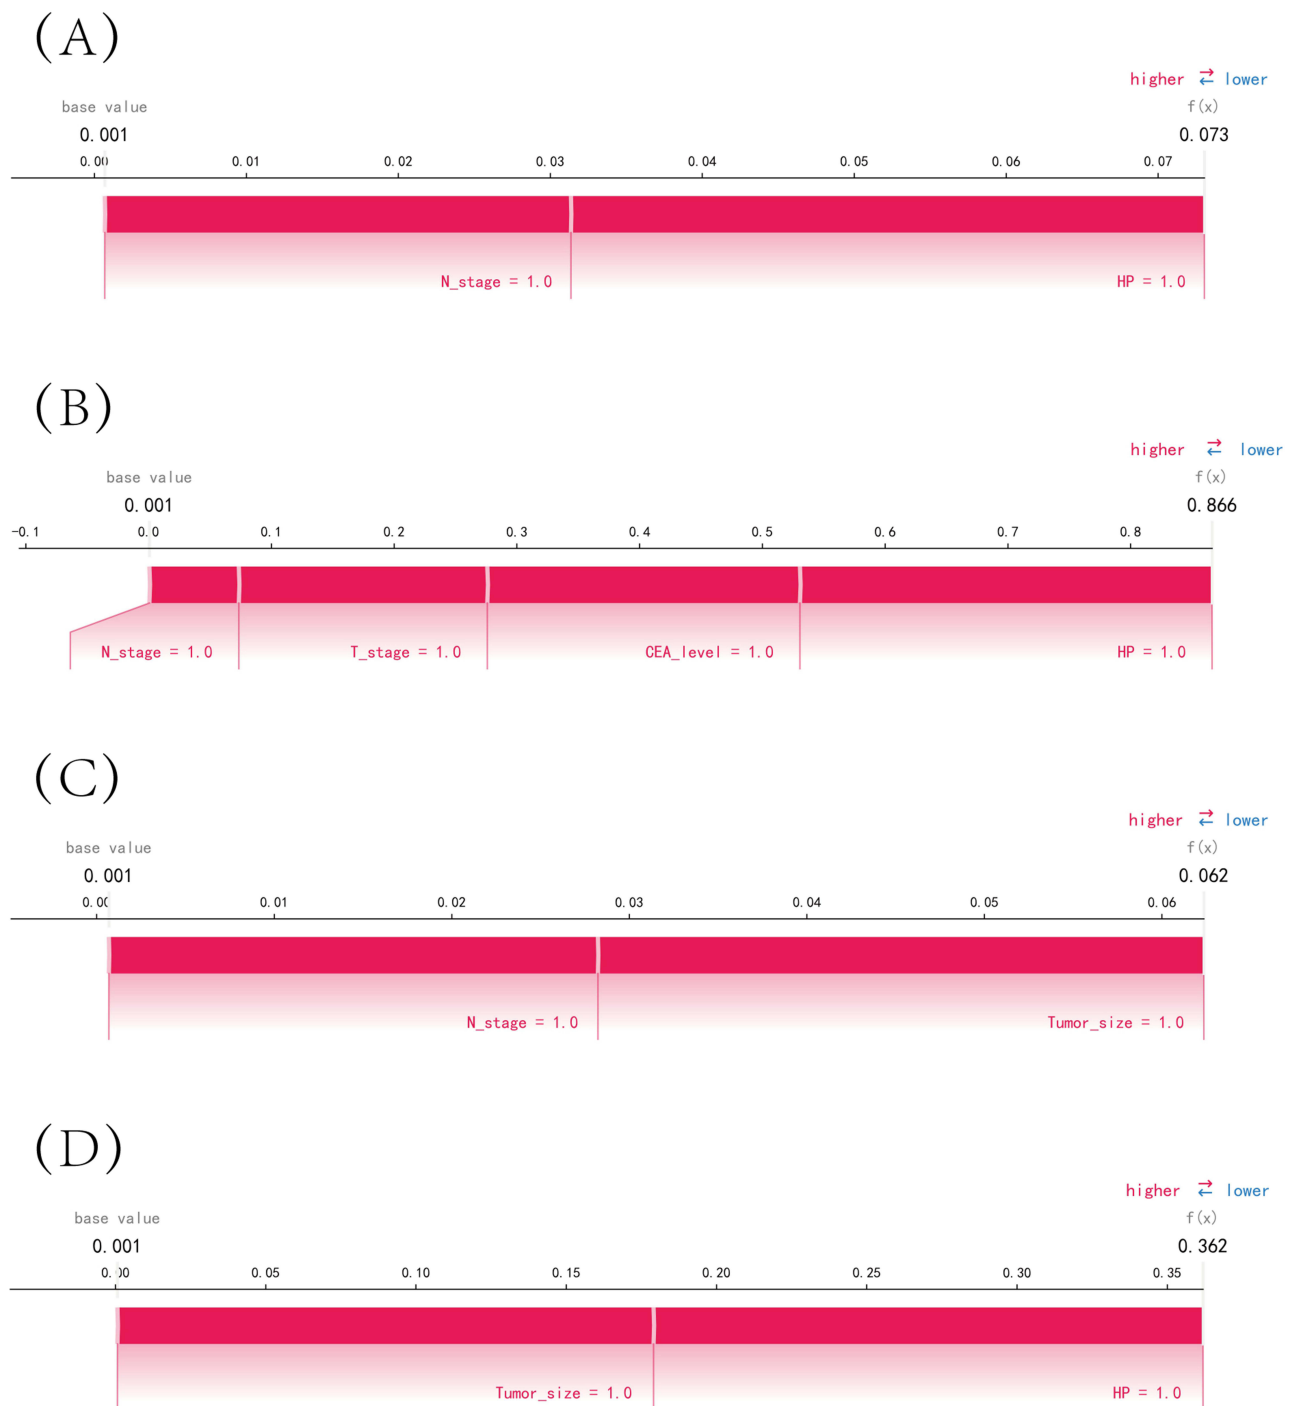 (A)
higher ⇄ lower
base value f(x)
0.001 0.073
0.00 0.01 0.02 0.03 0.04 0.05 0.06 0.07
N_stage = 1.0 HP = 1.0
(B)
higher ⇄ lower
base value f(x)
0.001 0.866
-0.1 0.0 0.1 0.2 0.3 0.4 0.5 0.6 0.7 0.8
N_stage = 1.0 T_stage = 1.0 CEA_level = 1.0 HP = 1.0
(C)
higher ⇄ lower
base value f(x)
0.001 0.062
0.00 0.01 0.02 0.03 0.04 0.05 0.06
N_stage = 1.0 Tumor_size = 1.0
(D)
higher ⇄ lower
base value f(x)
0.001 0.362
0.00 0.05 0.10 0.15 0.20 0.25 0.30 0.35
Tumor_size = 1.0 HP = 1.0